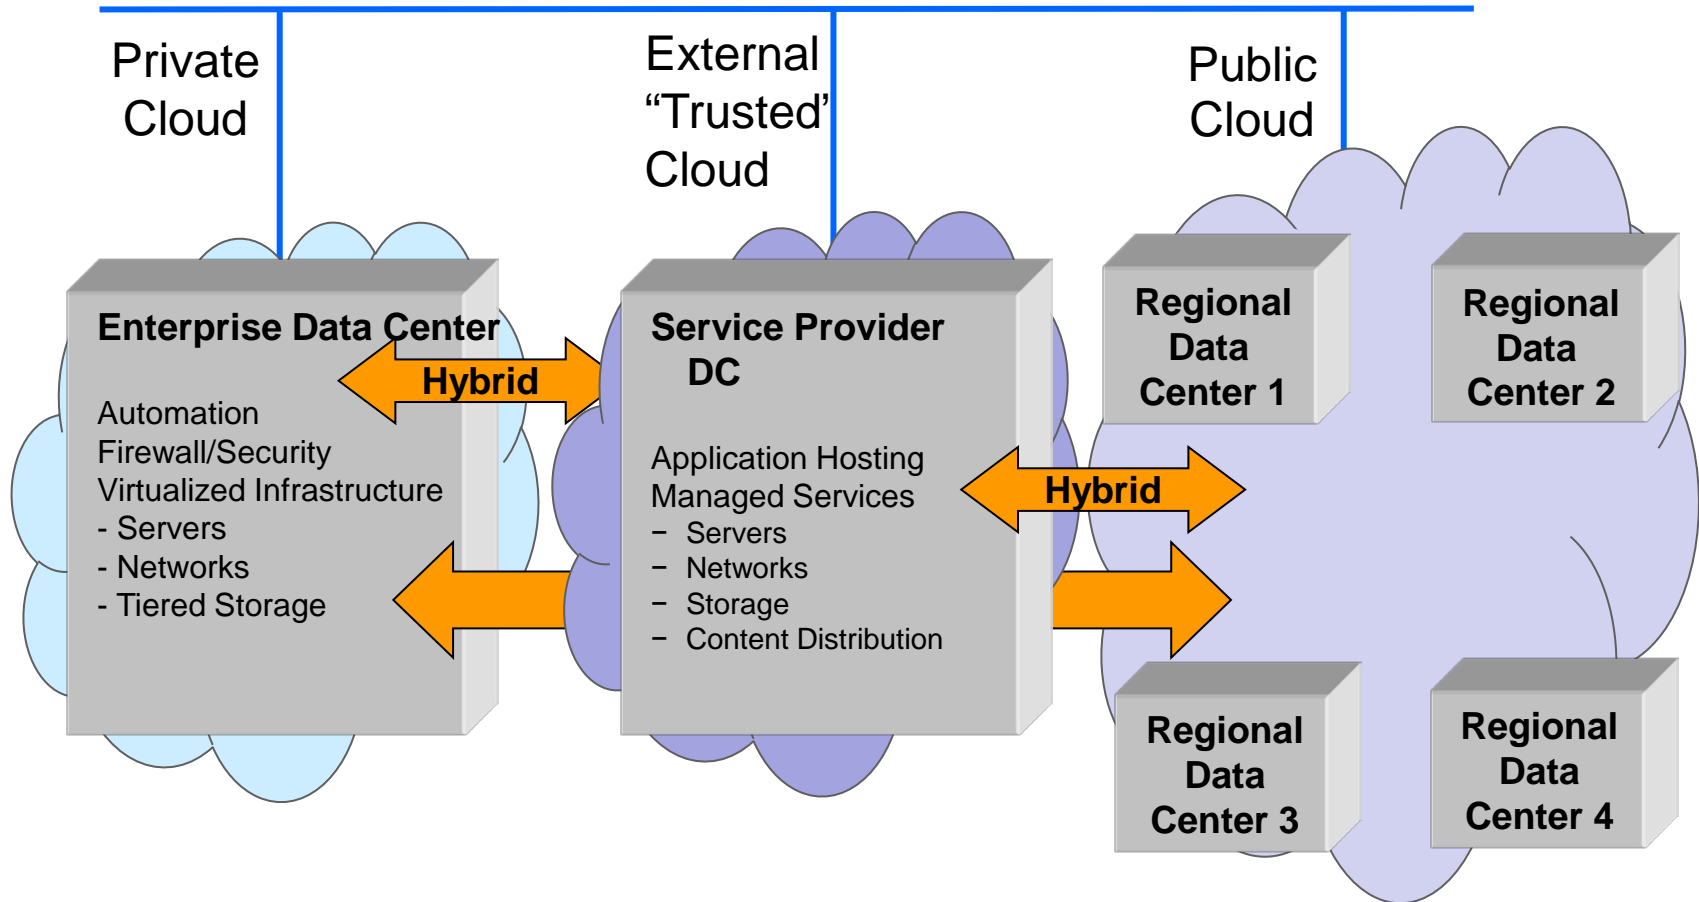 Private
Cloud
External
“Trusted’
Cloud
Public
Cloud
Enterprise Data Center
Automation
Firewall/Security
Virtualized Infrastructure
- Servers
- Networks
- Tiered Storage
Hybrid
Service Provider
DC
Application Hosting
Managed Services
− Servers
− Networks
− Storage
− Content Distribution
Hybrid
Regional
Data
Center 1
Regional
Data
Center 2
Regional
Data
Center 3
Regional
Data
Center 4